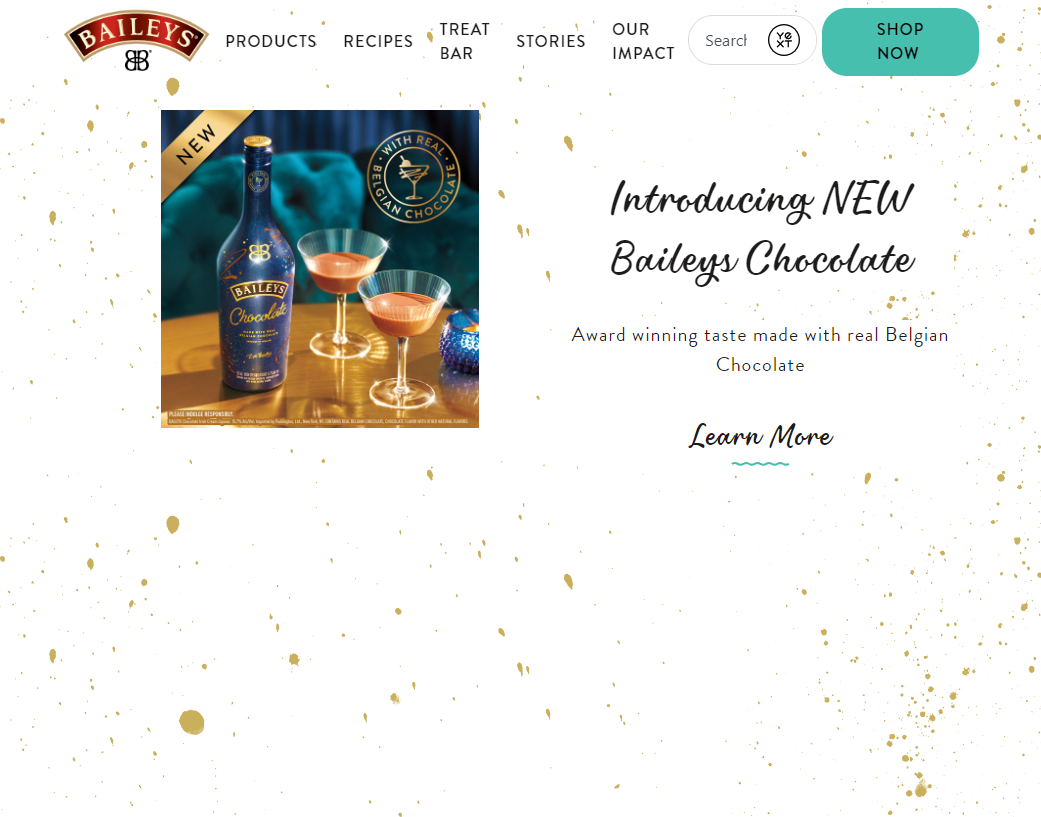 BAILEYS
PRODUCTS
RECIPES
TREAT
BAR
STORIES
OUR
IMPACT
Search
YEXT
SHOP
NOW
NEW
WITH REAL
BELGIAN CHOCOLATE
BAILEYS
Chocolate
Introducing NEW
Baileys Chocolate
Award winning taste made with real Belgian
Chocolate
Learn More
PLEASE INDULGE RESPONSIBLY.